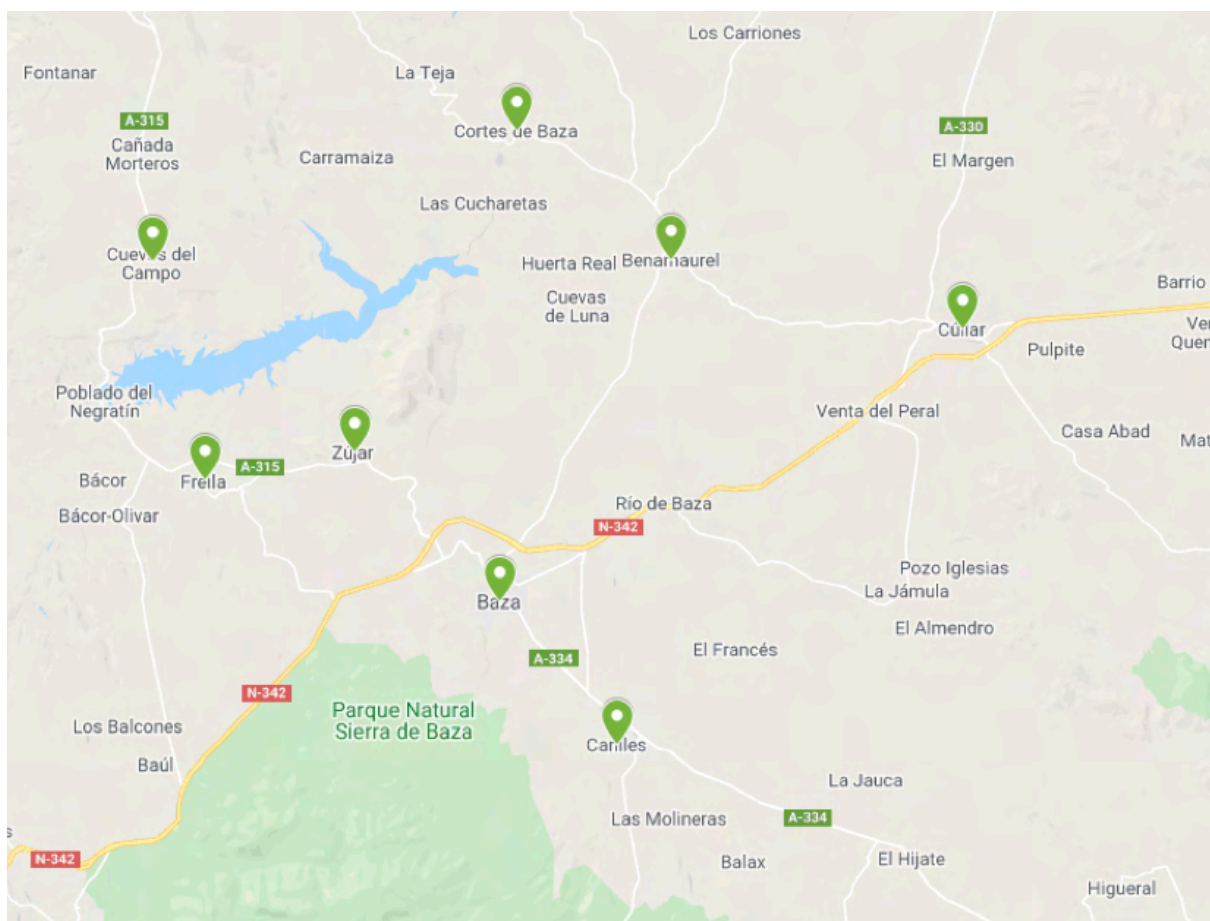 Los Carriones
Fontanar
La Teja
A-315
Cortes de Baza
A-330
Cañada
Morteros
Carramaiza
El Margen
Las Cucharetas
Cuevas del
Campo
Huerta Real
Benamaurel
Barrio
Cuevas
de Luna
Cúllar
Ve
Quen
Pulpite
Poblado del
Negratín
Venta del Peral
Casa Abad
Mat
Zújar
A-315
Freila
Bácor
Bácor-Olivar
Río de Baza
N-342
Pozo Iglesias
La Jámula
Baza
El Almendro
El Francés
A-334
N-342
Parque Natural
Sierra de Baza
Los Balcones
Caniles
Baúl
La Jauca
Las Molineras
A-334
s
N-342
Balax
El Hijate
Higueral